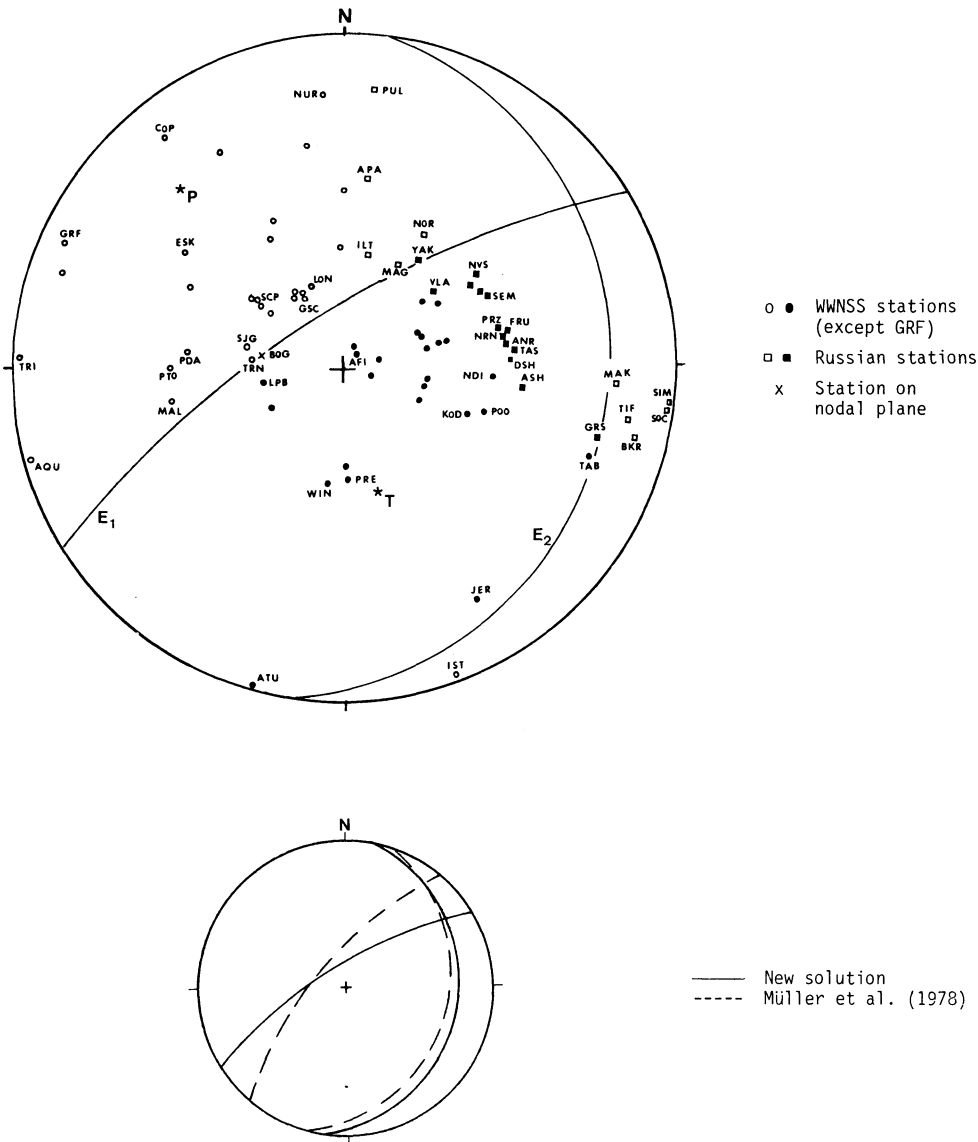 N
NUR
PUL
COP
APA
P
GRF
NOR
ESK
ILT
YAK
MAG
NVS
LON
VLA
SCP
SEM
GSC
WWNSS stations
(except GRF)
PRZ
FRU
SJG
NRN
ANR
BOG
TAS
Russian stations
TRI
PDA
AFI
DSH
PTO
TRN
NDI
MAK
LPB
ASH
x
Station on
nodal plane
SIM
MAL
TIF
SOC
KOD
POO
GRS
BKR
AQU
TAB
PRE
WIN
T
E1
E2
JER
IST
ATU
N
New solution
Müller et al. (1978)